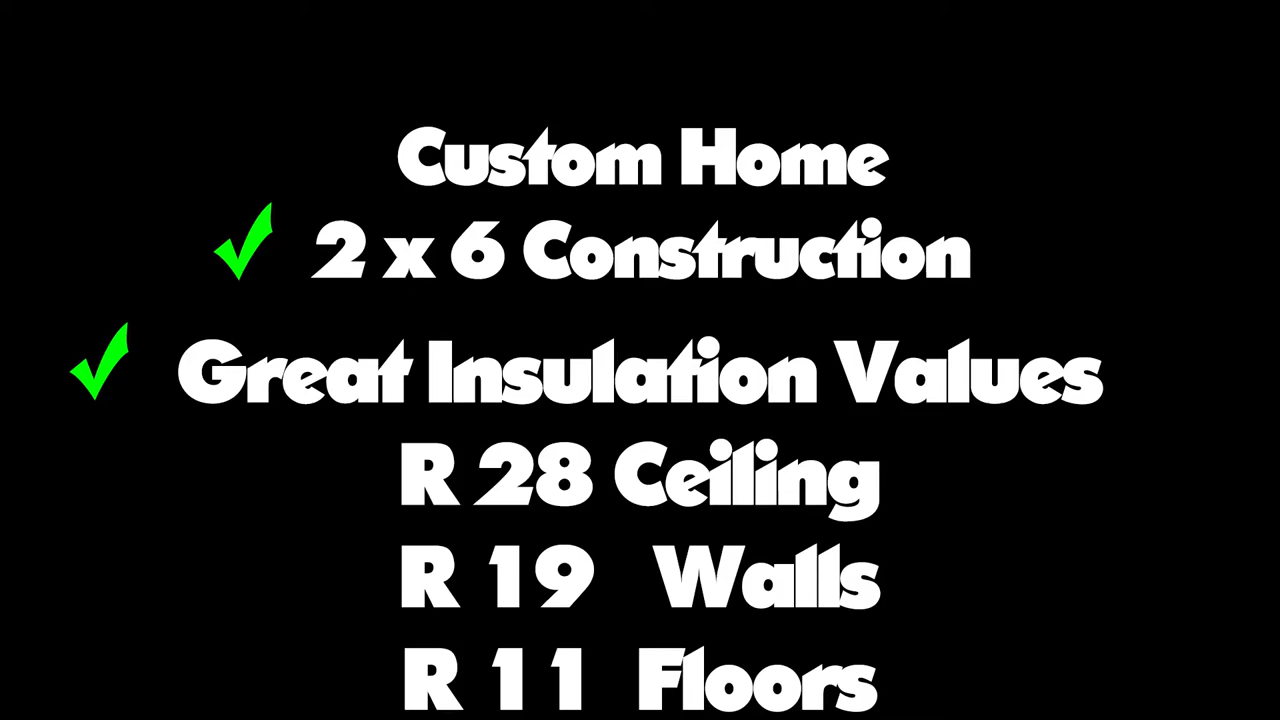 Custom Home
2 x 6 Construction
Great Insulation Values
R 28 Ceiling
R 19 Walls
R 11 Floors